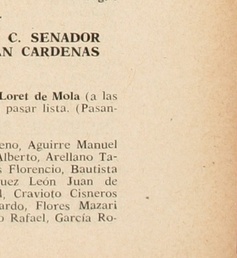 C. SENADOR
AN CARDENAS
Loret de Mola (a las
pasar lista. (Pasan-
eno, Aguirre Manuel
Alberto, Arellano Ta-
s Florencio, Bautista
uez León Juan de
l, Cravioto Cisneros
ardo, Flores Mazari
o Rafael, García Ro-